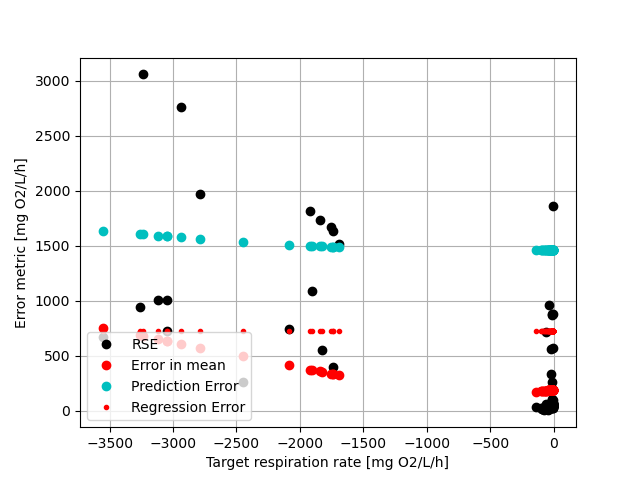 3000
2500
2000
1500
1000
500
0
Error metric [mg O2/L/h]
RSE
Error in mean
Prediction Error
Regression Error
−3500 −3000 −2500 −2000 −1500 −1000 −500 0
Target respiration rate [mg O2/L/h]